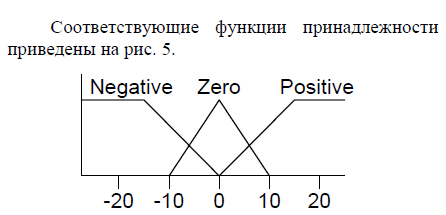 Соответствующие функции принадлежности
приведены на рис. 5.
Negative Zero Positive
-20 -10 0 10 20